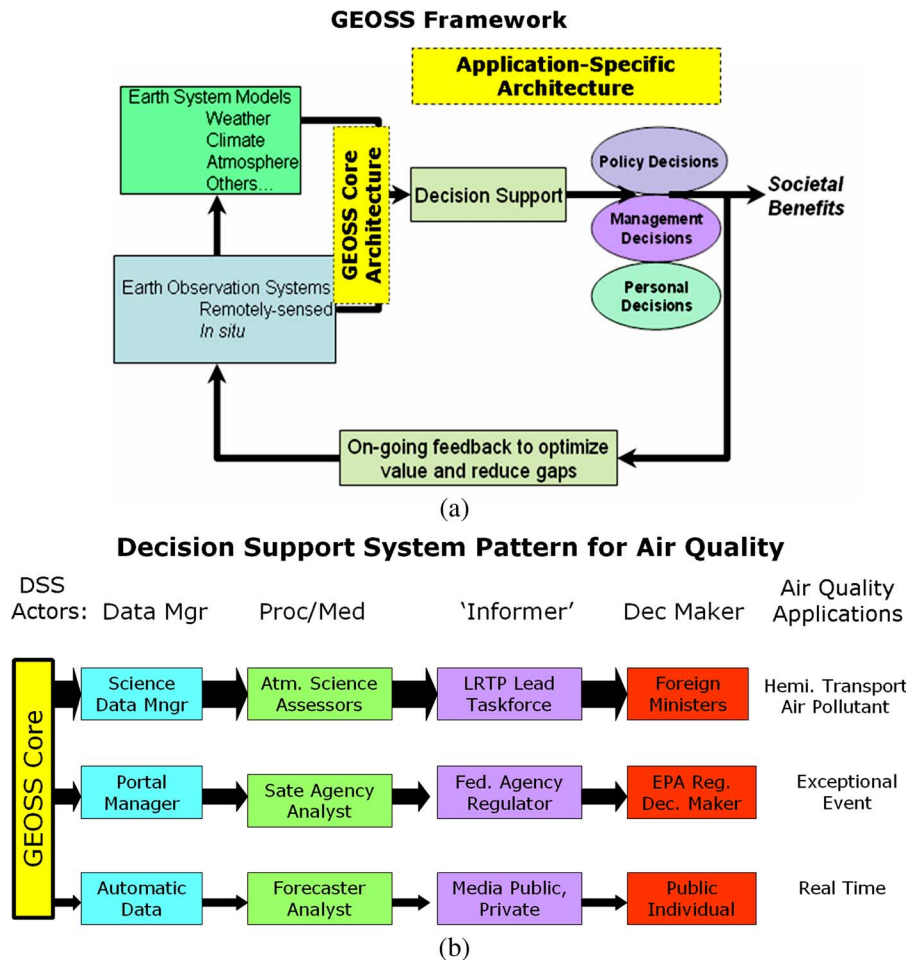 GEOSS Framework
Application-Specific
Architecture
Earth System Models
Weather
Climate
Atmosphere
Others...
GEOSS Core
Architecture
Decision Support
Policy Decisions
Management
Decisions
Personal
Decisions
Societal
Benefits
Earth Observation Systems
Remotely-sensed
In situ
On-going feedback to optimize
value and reduce gaps
(a)
Decision Support System Pattern for Air Quality
DSS
Actors:
Data Mgr
Proc/Med
‘Informer’
Dec Maker
Air Quality
Applications
GEOSS Core
Science
Data Mngr
Atm. Science
Assessors
LRTP Lead
Taskforce
Foreign
Ministers
Hemi. Transport
Air Pollutant
Portal
Manager
Sate Agency
Analyst
Fed. Agency
Regulator
EPA Reg.
Dec. Maker
Exceptional
Event
Automatic
Data
Forecaster
Analyst
Media Public,
Private
Public
Individual
Real Time
(b)